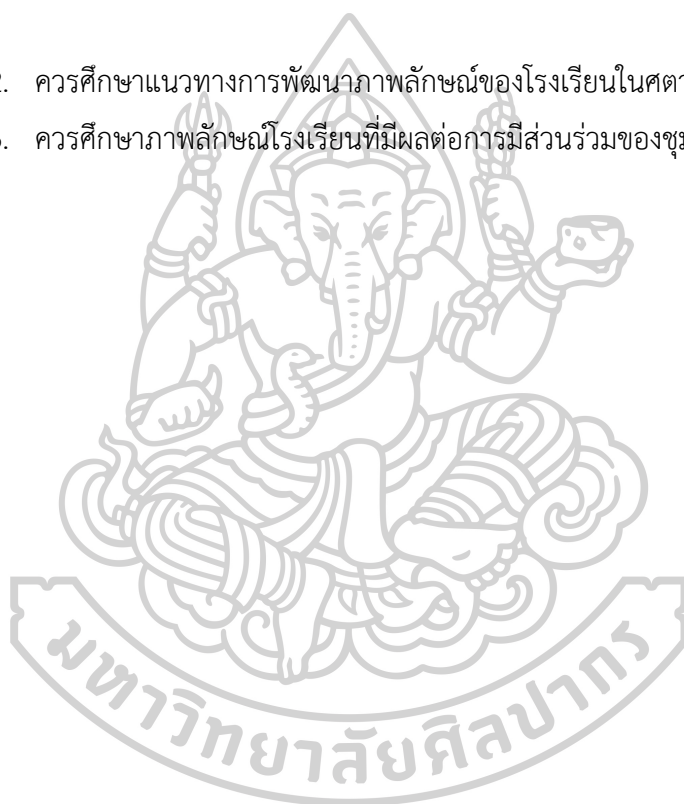 2. ควรศึกษาแนวทางการพัฒนาภาพลักษณ์ของโรงเรียนในศตา
3. ควรศึกษาภาพลักษณ์โรงเรียนที่มีผลต่อการมีส่วนร่วมของชุม
มหาวิทยาลัยศิลปากร